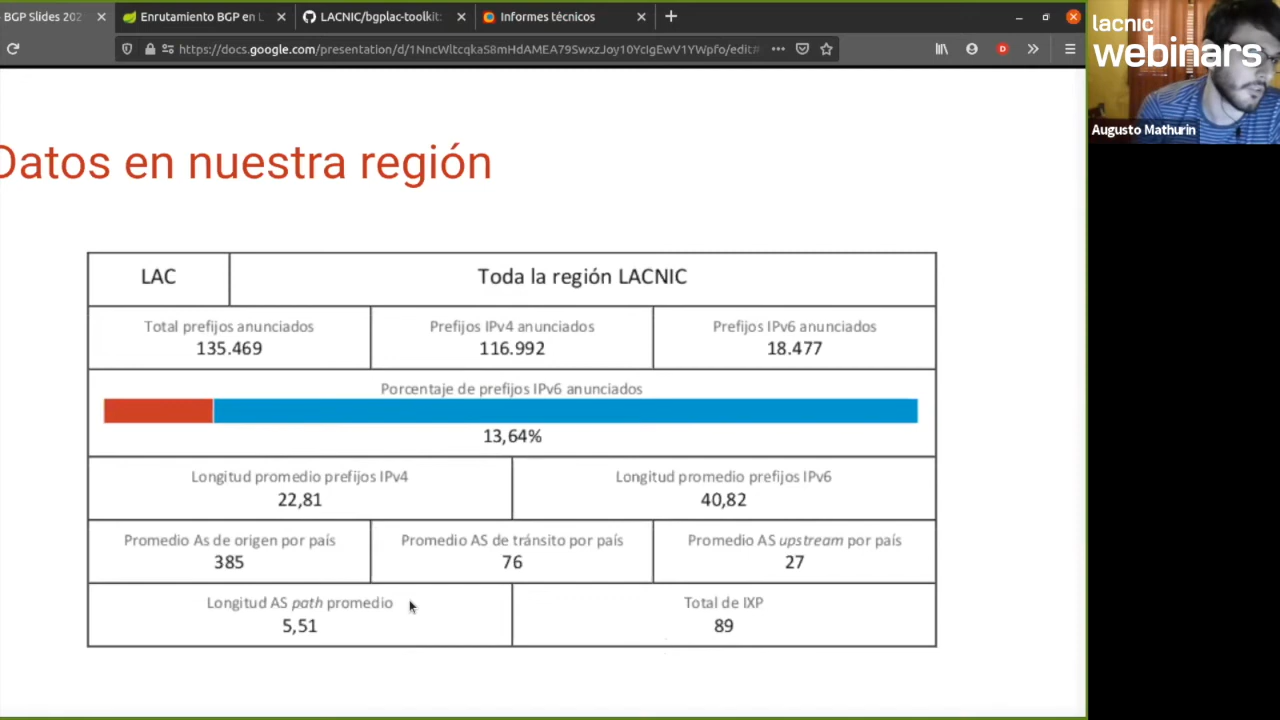 BGP Slides 202
Enrutamiento BGP en L
LACNIC/bgplac-toolkit:
Informes técnicos
https://docs.google.com/presentation/d/1NncWltcqkaS8mHdAMEA79SwxzJoy10YcIgEwV1YWpfo/edit#
lacnic
webinars
Augusto Mathurin
Datos en nuestra región
LAC
Toda la región LACNIC
Total prefijos anunciados
135.469
Prefijos IPv4 anunciados
116.992
Prefijos IPv6 anunciados
18.477
Porcentaje de prefijos IPv6 anunciados
13,64%
Longitud promedio prefijos IPv4
22,81
Longitud promedio prefijos IPv6
40,82
Promedio As de origen por país
385
Promedio AS de tránsito por país
76
Promedio AS upstream por país
27
Longitud AS path promedio
5,51
Total de IXP
89